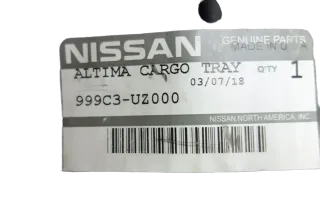 NISSAN GENUINE PARTS
MADE IN U A
ALTIMA CARGO TRAY QTY 1
03/07/18
999C3-UZ000
NISSAN NORTH AMERICA, INC